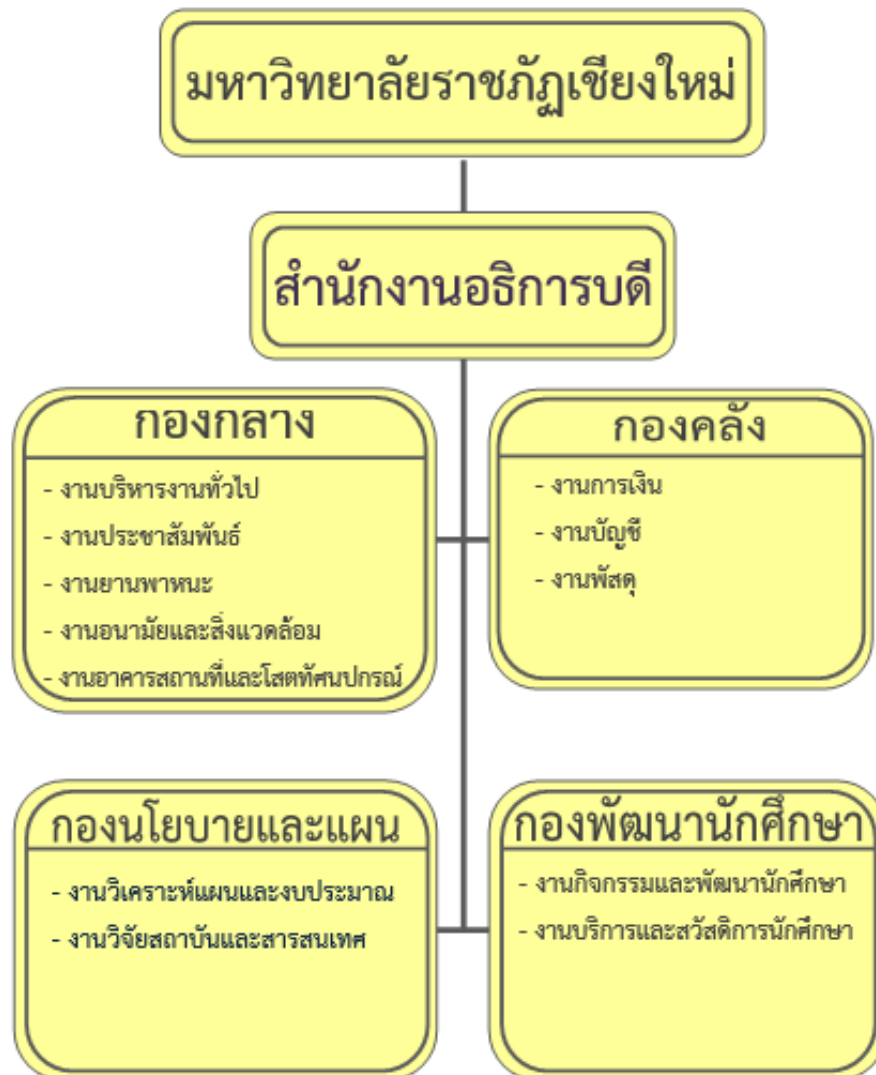 มหาวิทยาลัยราชภัฏเชียงใหม่
สำนักงานอธิการบดี
กองกลาง
- งานบริหารงานทั่วไป
- งานประชาสัมพันธ์
- งานยานพาหนะ
- งานอนามัยและสิ่งแวดล้อม
- งานอาคารสถานที่และโสตทัศนปกรณ์
กองคลัง
- งานการเงิน
- งานบัญชี
- งานพัสดุ
กองนโยบายและแผน
- งานวิเคราะห์แผนและงบประมาณ
- งานวิจัยสถาบันและสารสนเทศ
กองพัฒนานักศึกษา
- งานกิจกรรมและพัฒนานักศึกษา
- งานบริการและสวัสดิการนักศึกษา